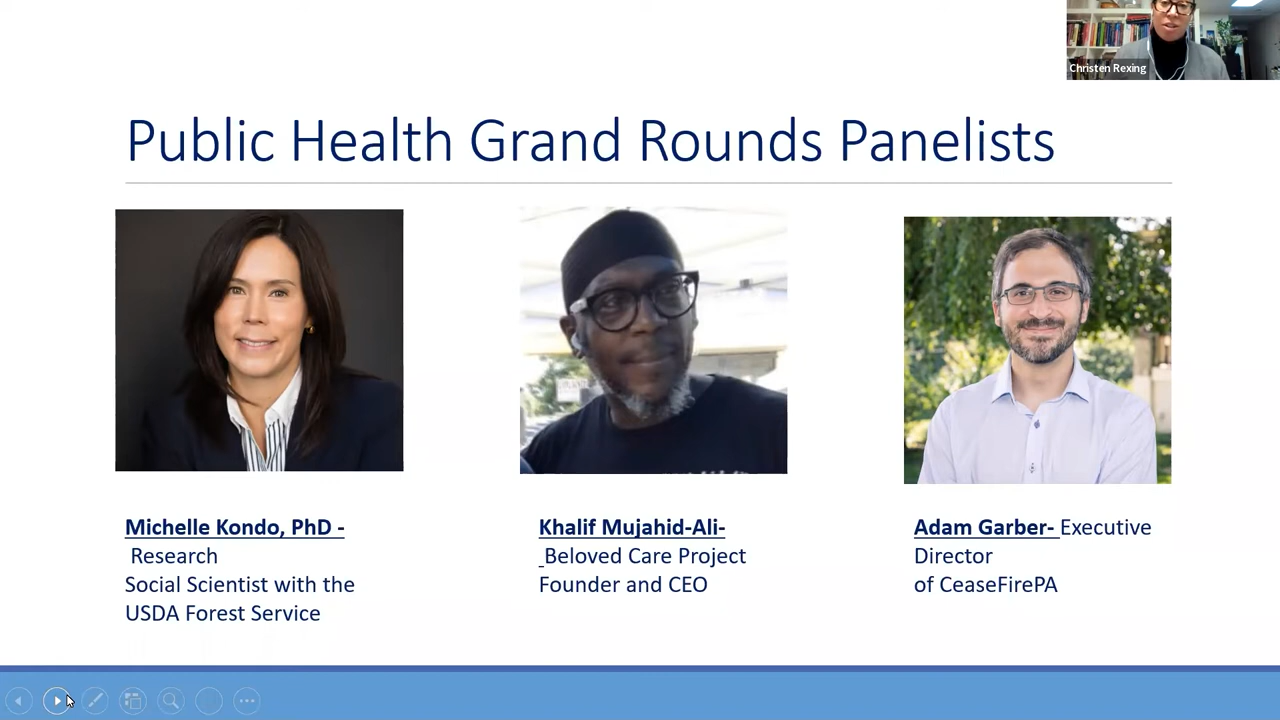 Christen Rexing
Public Health Grand Rounds Panelists
Michelle Kondo, PhD -
Research
Social Scientist with the
USDA Forest Service
Khalif Mujahid-Ali-
Beloved Care Project
Founder and CEO
Adam Garber- Executive
Director
of CeaseFirePA